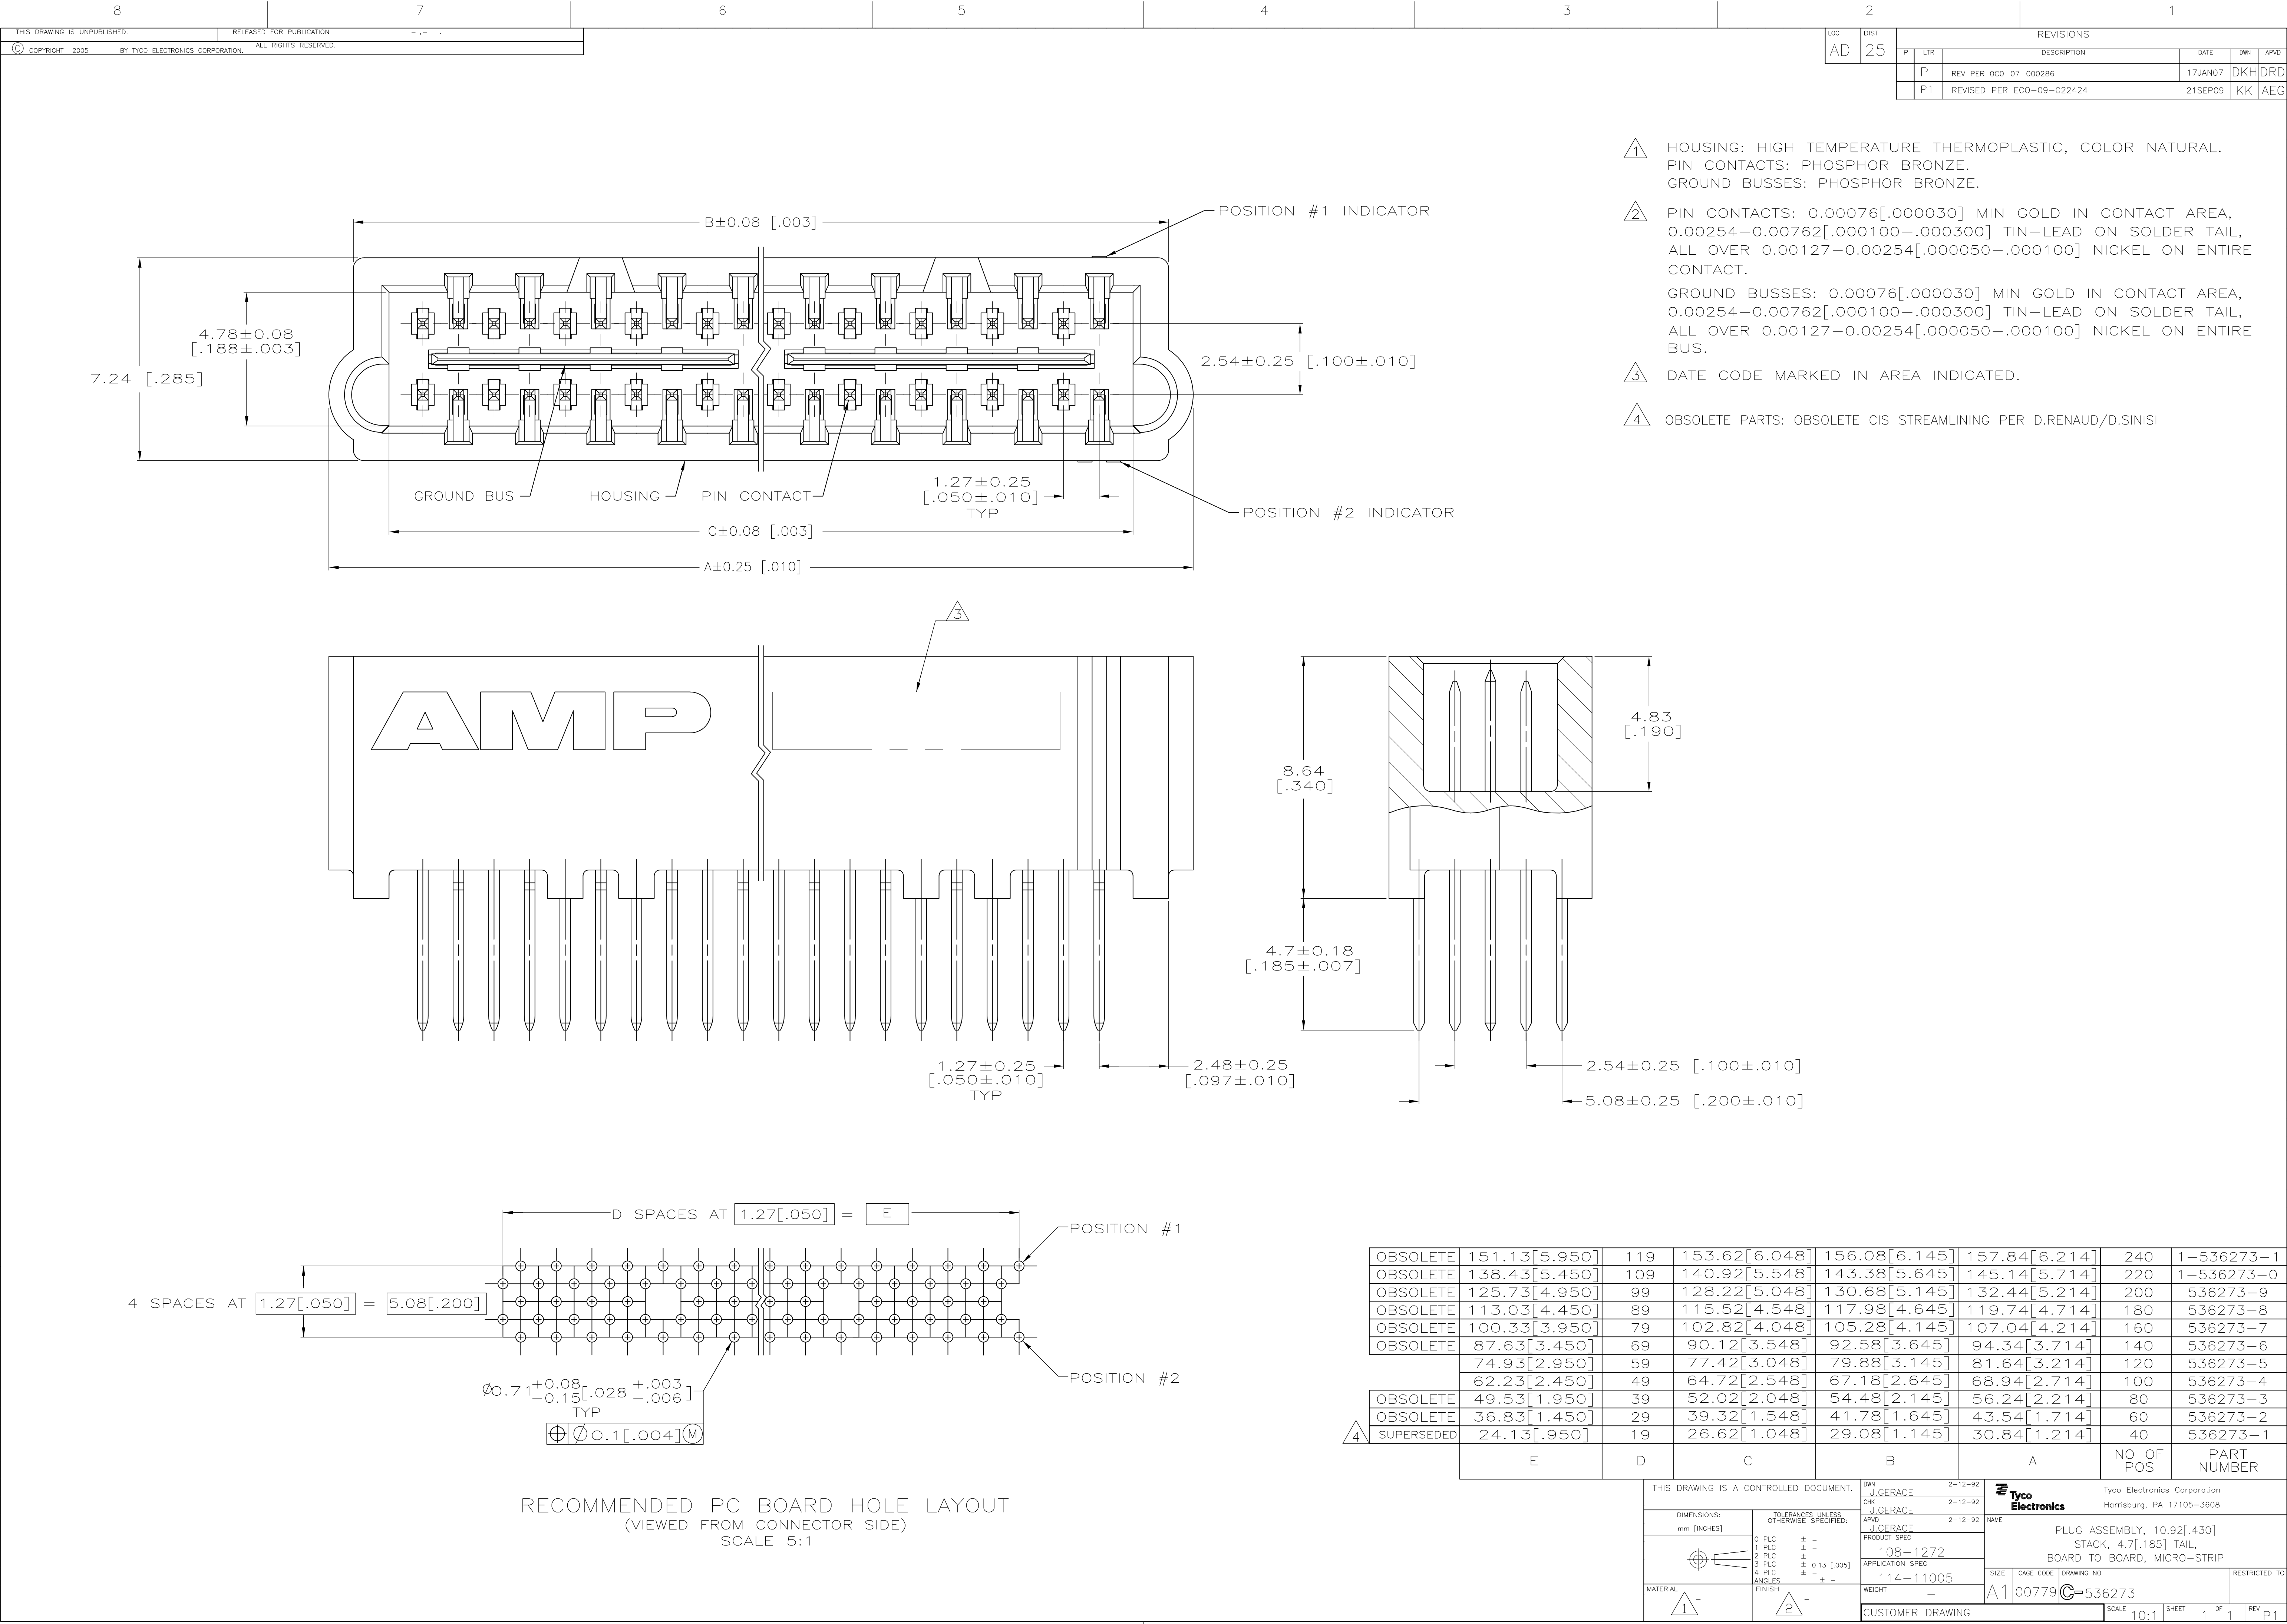 8 7 6 5 4 3 2 1
THIS DRAWING IS UNPUBLISHED. RELEASED FOR PUBLICATION - , - .
© COPYRIGHT 2005 BY TYCO ELECTRONICS CORPORATION. ALL RIGHTS RESERVED.
LOC DIST REVISIONS
AD 25
P LTR DESCRIPTION DATE DWN APVD
P REV PER 0C0-07-000286 17JAN07 DKH DRD
P1 REVISED PER ECO-09-022424 21SEP09 KK AEG
1 HOUSING: HIGH TEMPERATURE THERMOPLASTIC, COLOR NATURAL.
PIN CONTACTS: PHOSPHOR BRONZE.
GROUND BUSSES: PHOSPHOR BRONZE.
2 PIN CONTACTS: 0.00076[.000030] MIN GOLD IN CONTACT AREA,
0.00254-0.00762[.000100-.000300] TIN-LEAD ON SOLDER TAIL,
ALL OVER 0.00127-0.00254[.000050-.000100] NICKEL ON ENTIRE
CONTACT.
GROUND BUSSES: 0.00076[.000030] MIN GOLD IN CONTACT AREA,
0.00254-0.00762[.000100-.000300] TIN-LEAD ON SOLDER TAIL,
ALL OVER 0.00127-0.00254[.000050-.000100] NICKEL ON ENTIRE
BUS.
3 DATE CODE MARKED IN AREA INDICATED.
4 OBSOLETE PARTS: OBSOLETE CIS STREAMLINING PER D.RENAUD/D.SINISI
B±0.08 [.003]
POSITION #1 INDICATOR
4.78±0.08
[.188±.003]
7.24 [.285]
2.54±0.25 [.100±.010]
GROUND BUS HOUSING PIN CONTACT
1.27±0.25
[.050±.010]
TYP
POSITION #2 INDICATOR
C±0.08 [.003]
A±0.25 [.010]
3
AMP
4.83
[.190]
8.64
[.340]
4.7±0.18
[.185±.007]
1.27±0.25
[.050±.010]
TYP
2.48±0.25
[.097±.010]
2.54±0.25 [.100±.010]
5.08±0.25 [.200±.010]
D SPACES AT 1.27[.050] = E
POSITION #1
4 SPACES AT 1.27[.050] = 5.08[.200]
POSITION #2
Ø0.71 +0.08 -0.15 [.028 +.003 -.006]
TYP
⌖ Ø0.1[.004] Ⓜ
RECOMMENDED PC BOARD HOLE LAYOUT
(VIEWED FROM CONNECTOR SIDE)
SCALE 5:1
OBSOLETE 151.13[5.950] 119 153.62[6.048] 156.08[6.145] 157.84[6.214] 240 1-536273-1
OBSOLETE 138.43[5.450] 109 140.92[5.548] 143.38[5.645] 145.14[5.714] 220 1-536273-0
OBSOLETE 125.73[4.950] 99 128.22[5.048] 130.68[5.145] 132.44[5.214] 200 536273-9
OBSOLETE 113.03[4.450] 89 115.52[4.548] 117.98[4.645] 119.74[4.714] 180 536273-8
OBSOLETE 100.33[3.950] 79 102.82[4.048] 105.28[4.145] 107.04[4.214] 160 536273-7
OBSOLETE 87.63[3.450] 69 90.12[3.548] 92.58[3.645] 94.34[3.714] 140 536273-6
74.93[2.950] 59 77.42[3.048] 79.88[3.145] 81.64[3.214] 120 536273-5
62.23[2.450] 49 64.72[2.548] 67.18[2.645] 68.94[2.714] 100 536273-4
OBSOLETE 49.53[1.950] 39 52.02[2.048] 54.48[2.145] 56.24[2.214] 80 536273-3
OBSOLETE 36.83[1.450] 29 39.32[1.548] 41.78[1.645] 43.54[1.714] 60 536273-2
4 SUPERSEDED 24.13[.950] 19 26.62[1.048] 29.08[1.145] 30.84[1.214] 40 536273-1
E D C B A NO OF POS PART NUMBER
THIS DRAWING IS A CONTROLLED DOCUMENT.
DWN 2-12-92
J.GERACE
CHK 2-12-92
J.GERACE
APVD 2-12-92
J.GERACE
PRODUCT SPEC
108-1272
APPLICATION SPEC
114-11005
WEIGHT -
DIMENSIONS:
mm [INCHES]
TOLERANCES UNLESS
OTHERWISE SPECIFIED:
0 PLC ± -
1 PLC ± -
2 PLC ± -
3 PLC ± 0.13 [.005]
4 PLC ± -
ANGLES ± -
MATERIAL 1 -
FINISH 2 -
Tyco
Electronics
Tyco Electronics Corporation
Harrisburg, PA 17105-3608
NAME
PLUG ASSEMBLY, 10.92[.430]
STACK, 4.7[.185] TAIL,
BOARD TO BOARD, MICRO-STRIP
SIZE CAGE CODE DRAWING NO RESTRICTED TO
A1 00779 C-536273 -
CUSTOMER DRAWING SCALE 10:1 SHEET 1 OF 1 REV P1